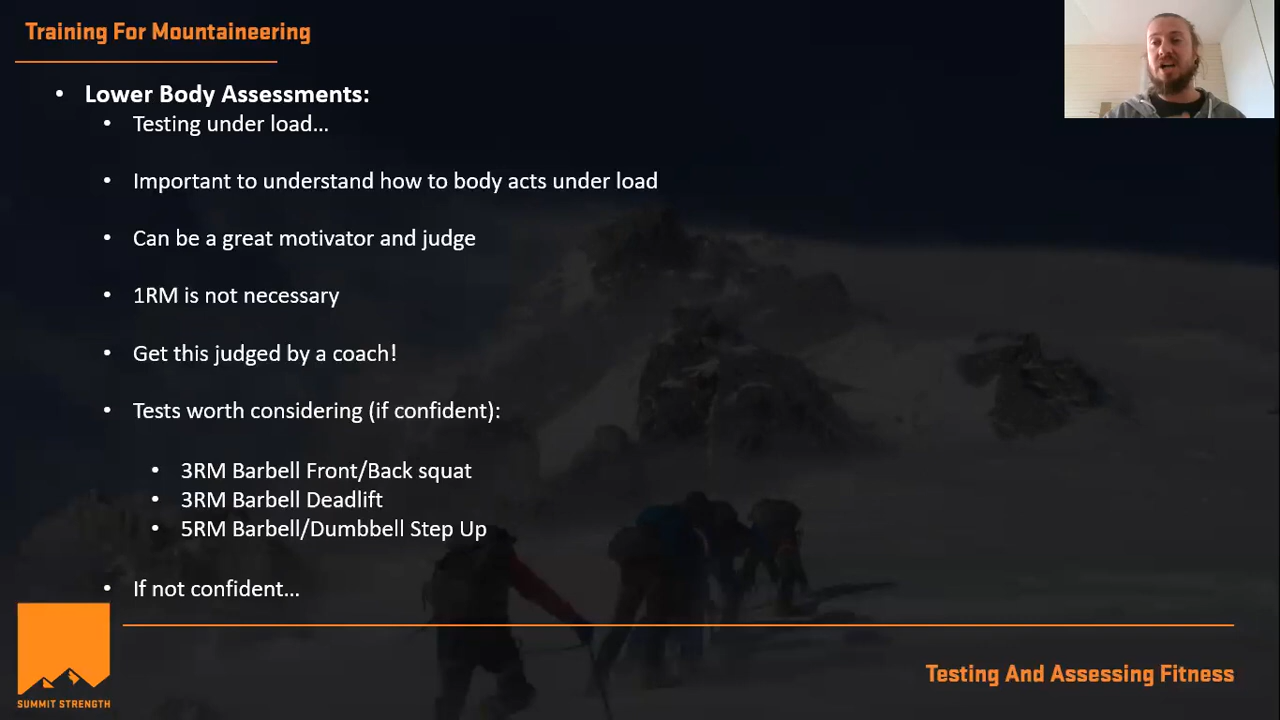 Training For Mountaineering
• Lower Body Assessments:
• Testing under load…
• Important to understand how to body acts under load
• Can be a great motivator and judge
• 1RM is not necessary
• Get this judged by a coach!
• Tests worth considering (if confident):
• 3RM Barbell Front/Back squat
• 3RM Barbell Deadlift
• 5RM Barbell/Dumbbell Step Up
• If not confident…
SUMMIT STRENGTH
Testing And Assessing Fitness